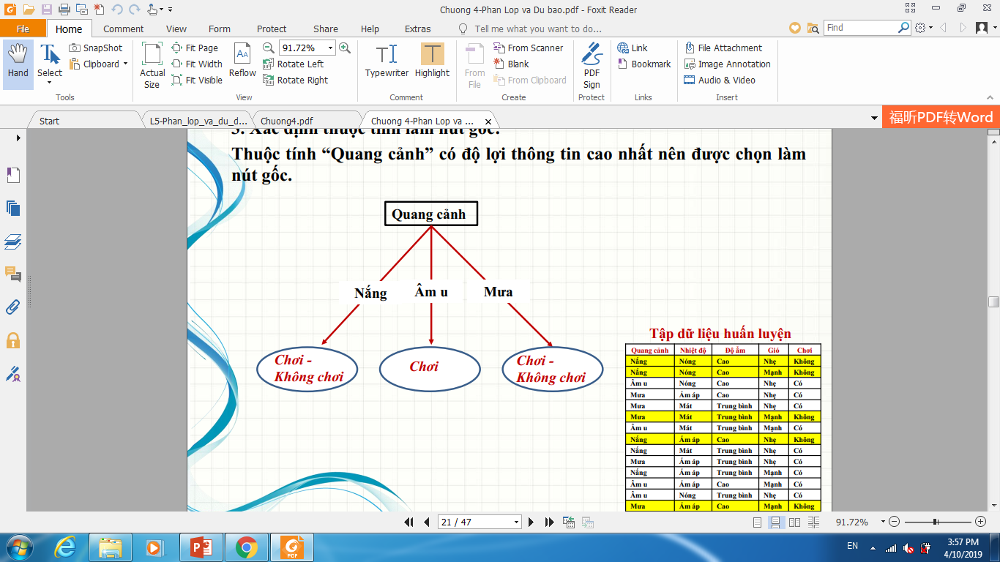 Chuong 4-Phan Lop va Du bao.pdf - Foxit Reader
File Home Comment View Form Protect Share Help Extras Tell me what you want to do... Find
Hand
Select
SnapShot
Clipboard
Tools
Actual Size
Fit Page
Fit Width
Fit Visible
Reflow
91.72%
Rotate Left
Rotate Right
View
Typewriter
Highlight
Comment
From File
From Scanner
Blank
From Clipboard
Create
PDF Sign
Protect
Link
Bookmark
Links
File Attachment
Image Annotation
Audio & Video
Insert
Start L5-Phan_lop_va_du_d... Chuong4.pdf Chuong 4-Phan Lop va ... 福昕PDF转Word
3. Xác định thuộc tính làm nút gốc.
Thuộc tính “Quang cảnh” có độ lợi thông tin cao nhất nên được chọn làm
nút gốc.
Quang cảnh
Nắng Âm u Mưa
Chơi -
Không chơi
Chơi
Chơi -
Không chơi
Tập dữ liệu huấn luyện
Quang cảnh Nhiệt độ Độ ẩm Gió Chơi
Nắng Nóng Cao Nhẹ Không
Nắng Nóng Cao Mạnh Không
Âm u Nóng Cao Nhẹ Có
Mưa Ấm áp Cao Nhẹ Có
Mưa Mát Trung bình Nhẹ Có
Mưa Mát Trung bình Mạnh Không
Âm u Mát Trung bình Mạnh Có
Nắng Ấm áp Cao Nhẹ Không
Nắng Mát Trung bình Nhẹ Có
Mưa Ấm áp Trung bình Nhẹ Có
Nắng Ấm áp Trung bình Mạnh Có
Âm u Ấm áp Cao Mạnh Có
Âm u Nóng Trung bình Nhẹ Có
Mưa Ấm áp Cao Mạnh Không
21 / 47 91.72%
EN 3:57 PM
4/10/2019